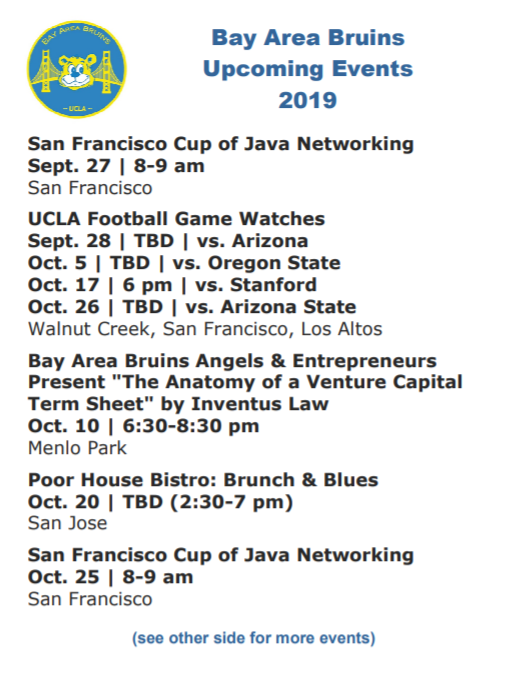 BAY AREA BRUINS
– UCLA –
Bay Area Bruins
Upcoming Events
2019
San Francisco Cup of Java Networking
Sept. 27 | 8-9 am
San Francisco
UCLA Football Game Watches
Sept. 28 | TBD | vs. Arizona
Oct. 5 | TBD | vs. Oregon State
Oct. 17 | 6 pm | vs. Stanford
Oct. 26 | TBD | vs. Arizona State
Walnut Creek, San Francisco, Los Altos
Bay Area Bruins Angels & Entrepreneurs
Present "The Anatomy of a Venture Capital
Term Sheet" by Inventus Law
Oct. 10 | 6:30-8:30 pm
Menlo Park
Poor House Bistro: Brunch & Blues
Oct. 20 | TBD (2:30-7 pm)
San Jose
San Francisco Cup of Java Networking
Oct. 25 | 8-9 am
San Francisco
(see other side for more events)